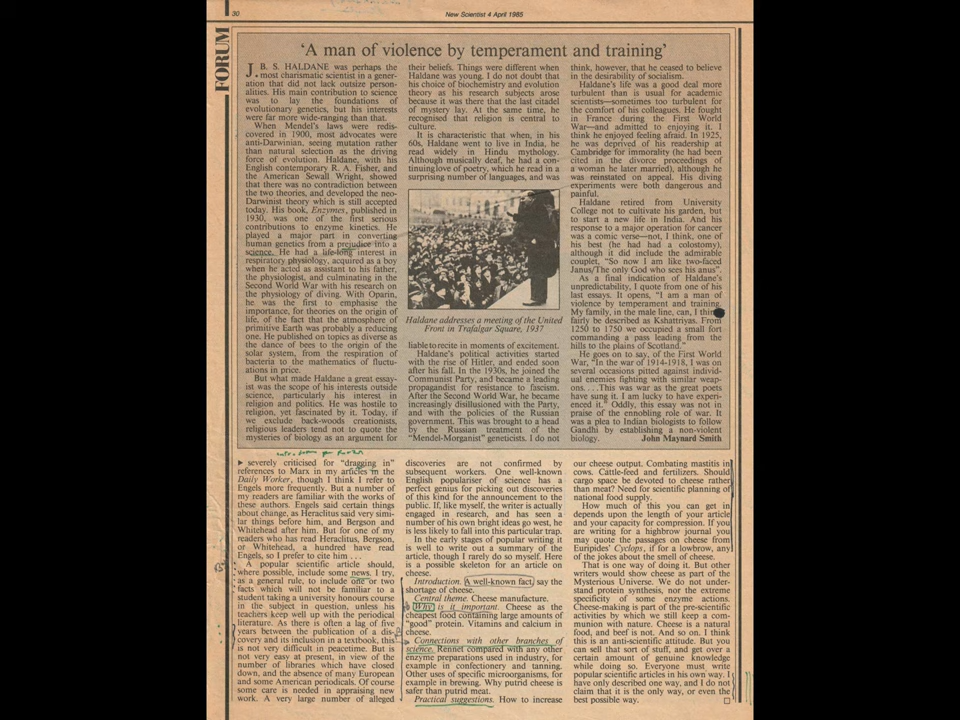 30
New Scientist 4 April 1985
FORUM
‘A man of violence by temperament and training’
J. B. S. HALDANE was perhaps the
most charismatic scientist in a gener-
ation that did not lack outsize person-
alities. His main contribution to science
was to lay the foundations of
evolutionary genetics, but his interests
were far more wide-ranging than that.
When Mendel's laws were redis-
covered in 1900, most advocates were
anti-Darwinian, seeing mutation rather
than natural selection as the driving
force of evolution. Haldane, with his
English contemporary R. A. Fisher, and
the American Sewall Wright, showed
that there was no contradiction between
the two theories, and developed the neo-
Darwinist theory which is still accepted
today. His book, Enzymes, published in
1930, was one of the first serious
contributions to enzyme kinetics. He
played a major part in converting
human genetics from a prejudice into a
science. He had a life-long interest in
respiratory physiology, acquired as a boy
when he acted as assistant to his father,
the physiologist, and culminating in the
Second World War with his research on
the physiology of diving. With Oparin,
he was the first to emphasise the
importance, for theories on the origin of
life, of the fact that the atmosphere of
primitive Earth was probably a reducing
one. He published on topics as diverse as
the dance of bees to the origin of the
solar system, from the respiration of
bacteria to the mathematics of fluctu-
ations in price.
But what made Haldane a great essay-
ist was the scope of his interests outside
science, particularly his interest in
religion and politics. He was hostile to
religion, yet fascinated by it. Today, if
we exclude back-woods creationists,
religious leaders tend not to quote the
mysteries of biology as an argument for
their beliefs. Things were different when
Haldane was young. I do not doubt that
his choice of biochemistry and evolution
theory as his research subjects arose
because it was there that the last citadel
of mystery lay. At the same time, he
recognised that religion is central to
culture.
It is characteristic that when, in his
60s, Haldane went to live in India, he
read widely in Hindu mythology.
Although musically deaf, he had a con-
tinuing love of poetry, which he read in a
surprising number of languages, and was
Haldane addresses a meeting of the United
Front in Trafalgar Square, 1937
liable to recite in moments of excitement.
Haldane's political activities started
with the rise of Hitler, and ended soon
after his fall. In the 1930s, he joined the
Communist Party, and became a leading
propagandist for resistance to fascism.
After the Second World War, he became
increasingly disillusioned with the Party,
and with the policies of the Russian
government. This was brought to a head
by the Russian treatment of the
“Mendel-Morganist” geneticists. I do not
think, however, that he ceased to believe
in the desirability of socialism.
Haldane's life was a good deal more
turbulent than is usual for academic
scientists—sometimes too turbulent for
the comfort of his colleagues. He fought
in France during the First World
War—and admitted to enjoying it. I
think he enjoyed feeling afraid. In 1925,
he was deprived of his readership at
Cambridge for immorality (he had been
cited in the divorce proceedings of
a woman he later married), although he
was reinstated on appeal. His diving
experiments were both dangerous and
painful.
Haldane retired from University
College not to cultivate his garden, but
to start a new life in India. And his
response to a major operation for cancer
was a comic verse—not, I think, one of
his best (he had had a colostomy),
although it did include the admirable
couplet, “So now I am like two-faced
Janus/The only God who sees his anus”.
As a final indication of Haldane's
unpredictability, I quote from one of his
last essays. It opens, “I am a man of
violence by temperament and training.
My family, in the male line, can, I think
fairly be described as Kshattriyas. From
1250 to 1750 we occupied a small fort
commanding a pass leading from the
hills to the plains of Scotland.”
He goes on to say, of the First World
War, “In the war of 1914-1918, I was on
several occasions pitted against individ-
ual enemies fighting with similar weap-
ons. . . .This was war as the great poets
have sung it. I am lucky to have experi-
enced it.” Oddly, this essay was not in
praise of the ennobling role of war. It
was a plea to Indian biologists to follow
Gandhi by establishing a non-violent
biology. John Maynard Smith
▶ severely criticised for “dragging in”
references to Marx in my articles in the
Daily Worker, though I think I refer to
Engels more frequently. But a number of
my readers are familiar with the works of
these authors. Engels said certain things
about change, as Heraclitus said very simi-
lar things before him, and Bergson and
Whitehead after him. But for one of my
readers who has read Heraclitus, Bergson,
or Whitehead, a hundred have read
Engels, so I prefer to cite him . . .
A popular scientific article should,
where possible, include some news. I try,
as a general rule, to include one or two
facts which will not be familiar to a
student taking a university honours course
in the subject in question, unless his
teachers keep well up with the periodical
literature. As there is often a lag of five
years between the publication of a dis-
covery and its inclusion in a textbook, this
is not very difficult in peacetime. But is
not very easy at present, in view of the
number of libraries which have closed
down, and the absence of many European
and some American periodicals. Of course
some care is needed in appraising new
work. A very large number of alleged
discoveries are not confirmed by
subsequent workers. One well-known
English populariser of science has a
perfect genius for picking out discoveries
of this kind for the announcement to the
public. If, like myself, the writer is actually
engaged in research, and has seen a
number of his own bright ideas go west, he
is less likely to fall into this particular trap.
In the early stages of popular writing it
is well to write out a summary of the
article, though I rarely do so myself. Here
is a possible skeleton for an article on
cheese.
Introduction. A well-known fact, say the
shortage of cheese.
Central theme. Cheese manufacture.
Why is it important. Cheese as the
cheapest food containing large amounts of
“good” protein. Vitamins and calcium in
cheese.
Connections with other branches of
science. Rennet compared with any other
enzyme preparations used in industry, for
example in confectionery and tanning.
Other uses of specific microorganisms, for
example in brewing. Why putrid cheese is
safer than putrid meat.
Practical suggestions. How to increase
our cheese output. Combating mastitis in
cows. Cattle-feed and fertilizers. Should
cargo space be devoted to cheese rather
than meat? Need for scientific planning of
national food supply.
How much of this you can get in
depends upon the length of your article
and your capacity for compression. If you
are writing for a highbrow journal you
may quote the passages on cheese from
Euripides' Cyclops, if for a lowbrow, any
of the jokes about the smell of cheese.
That is one way of doing it. But other
writers would show cheese as part of the
Mysterious Universe. We do not under-
stand protein synthesis, nor the extreme
specificity of some enzyme actions.
Cheese-making is part of the pre-scientific
activities by which we still keep a com-
munion with nature. Cheese is a natural
food, and beef is not. And so on. I think
this is an anti-scientific attitude. But you
can sell that sort of stuff, and get over a
certain amount of genuine knowledge
while doing so. Everyone must write
popular scientific articles in his own way. I
have only described one way, and I do not
claim that it is the only way, or even the
best possible way.